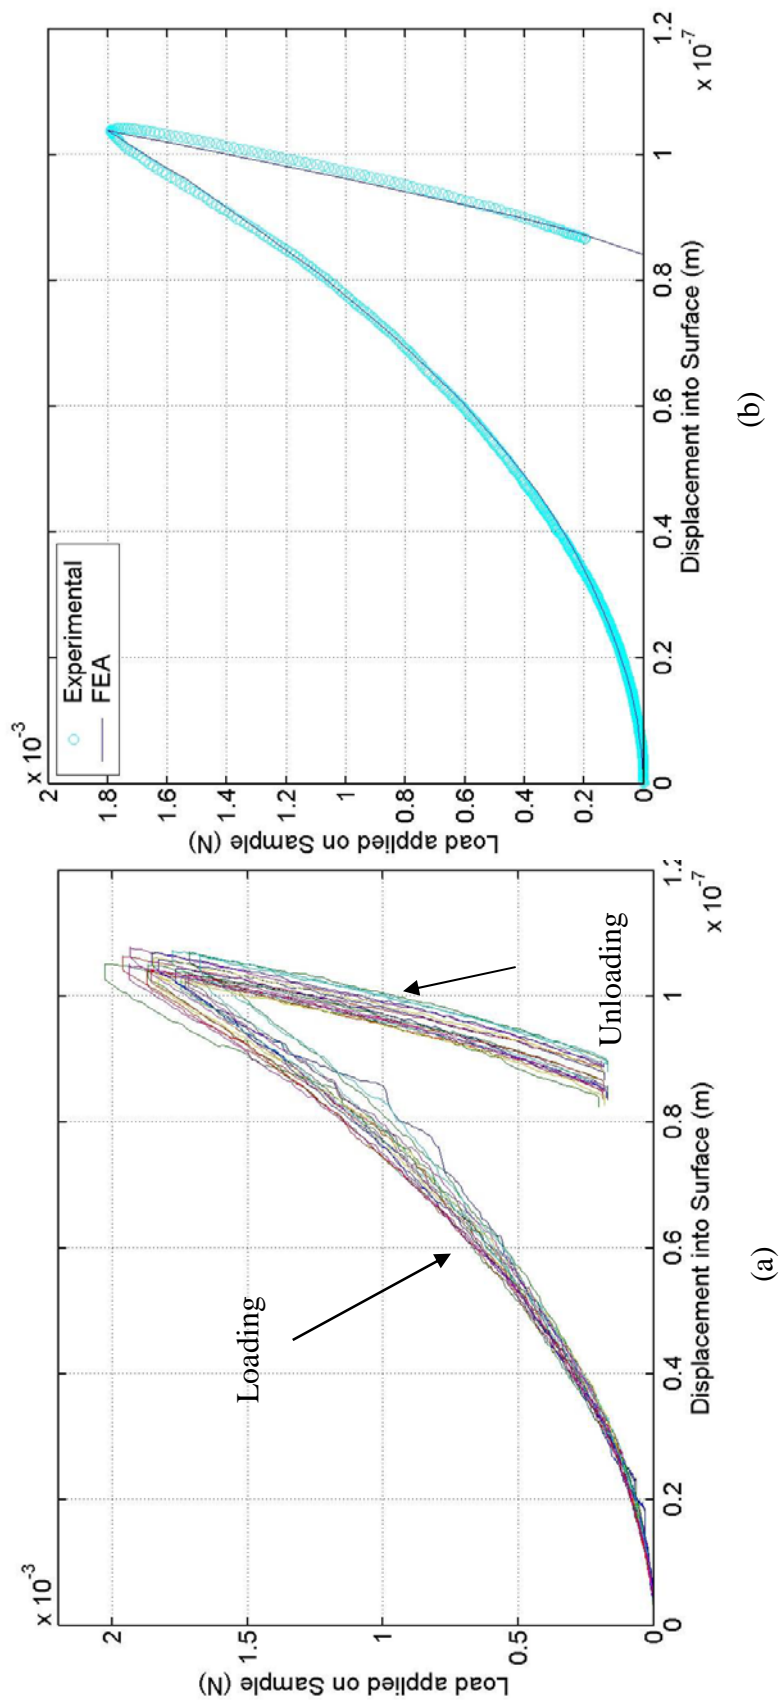 x 10-3
2
1.5
1
0.5
0
Load applied on Sample (N)
Loading
Unloading
0
0.2
0.4
0.6
0.8
1
1.2
x 10-7
Displacement into Surface (m)
(a)
x 10-3
2
1.8
1.6
1.4
1.2
1
0.8
0.6
0.4
0.2
0
Load applied on Sample (N)
Experimental
FEA
0
0.2
0.4
0.6
0.8
1
1.2
x 10-7
Displacement into Surface (m)
(b)